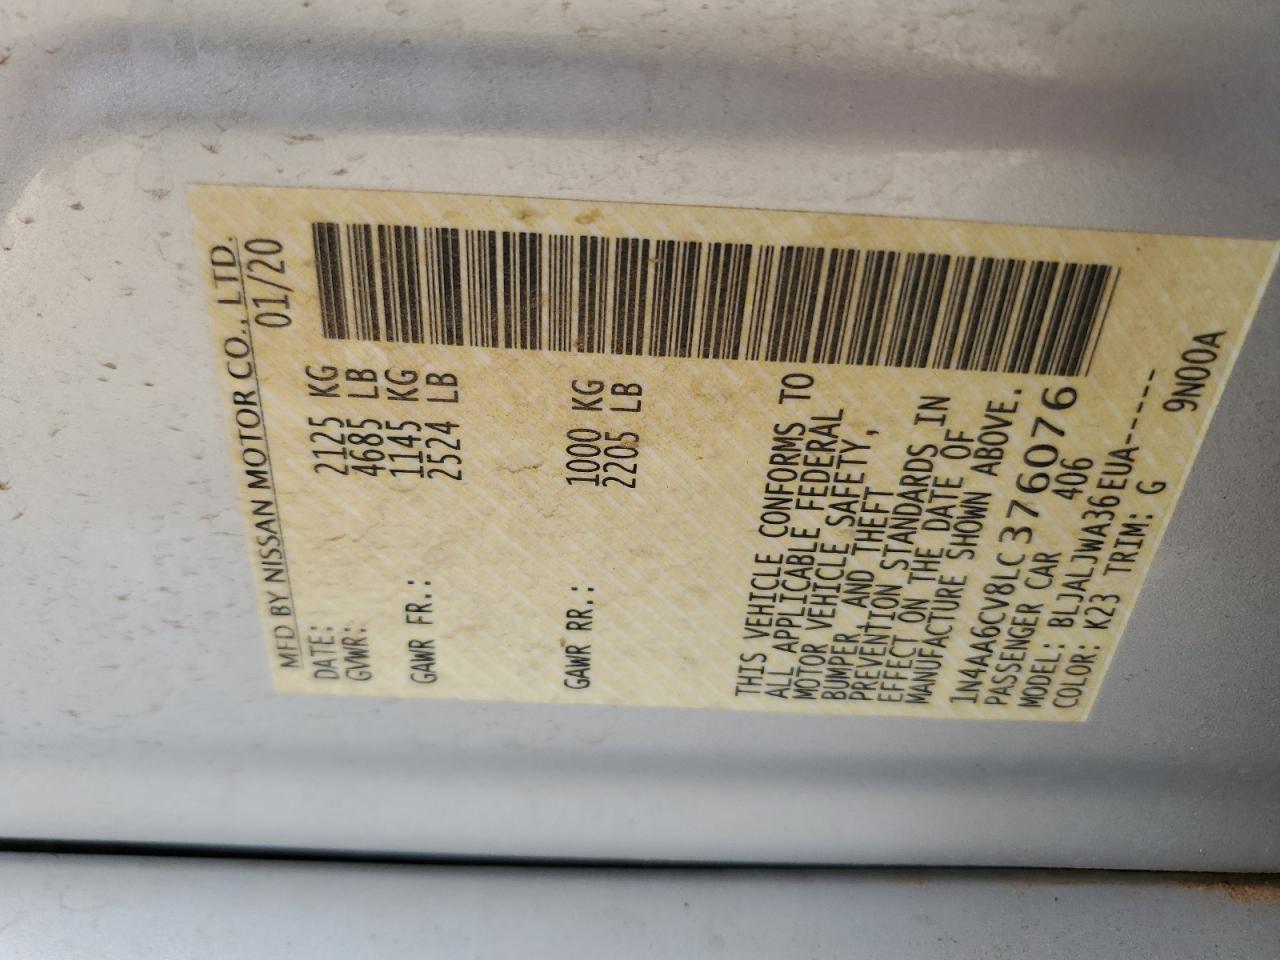 MFD BY NISSAN MOTOR CO., LTD.
DATE: 01/20
GVWR: 2125 KG
4685 LB
GAWR FR.: 1145 KG
2524 LB
GAWR RR.: 1000 KG
2205 LB
THIS VEHICLE CONFORMS TO
ALL APPLICABLE FEDERAL
MOTOR VEHICLE SAFETY,
BUMPER, AND THEFT
PREVENTION STANDARDS IN
EFFECT ON THE DATE OF
MANUFACTURE SHOWN ABOVE.
1N4AA6CV8LC376076
PASSENGER CAR 406
MODEL: BLJALJWA36EUA-----
COLOR: K23 TRIM: G 9N00A